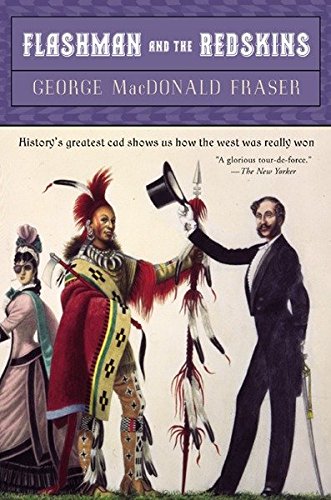 FLASHMAN AND THE REDSKINS
GEORGE MACDONALD FRASER
History's greatest cad shows us how the west was really won
"A glorious tour-de-force."
—The New Yorker